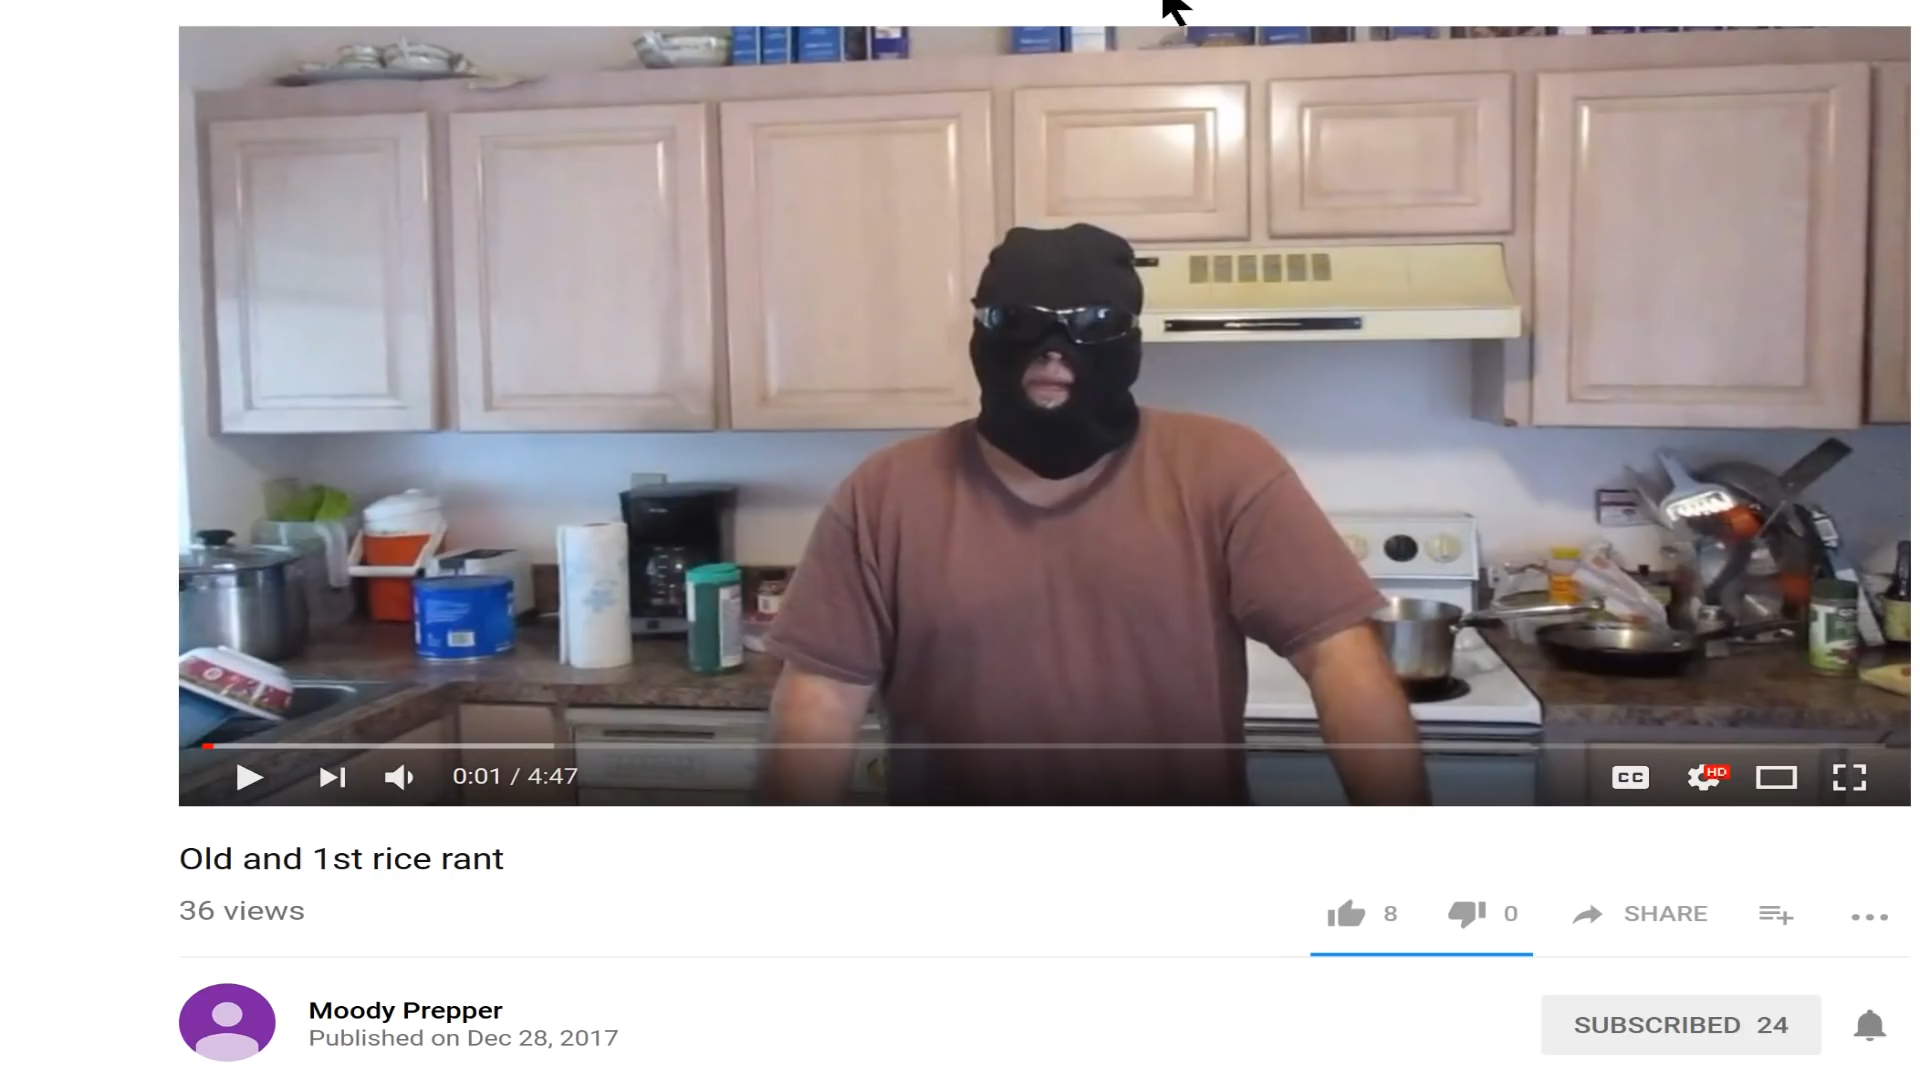 0:01 / 4:47
CC
HD
Old and 1st rice rant
36 views
8
0
SHARE
Moody Prepper
Published on Dec 28, 2017
SUBSCRIBED 24